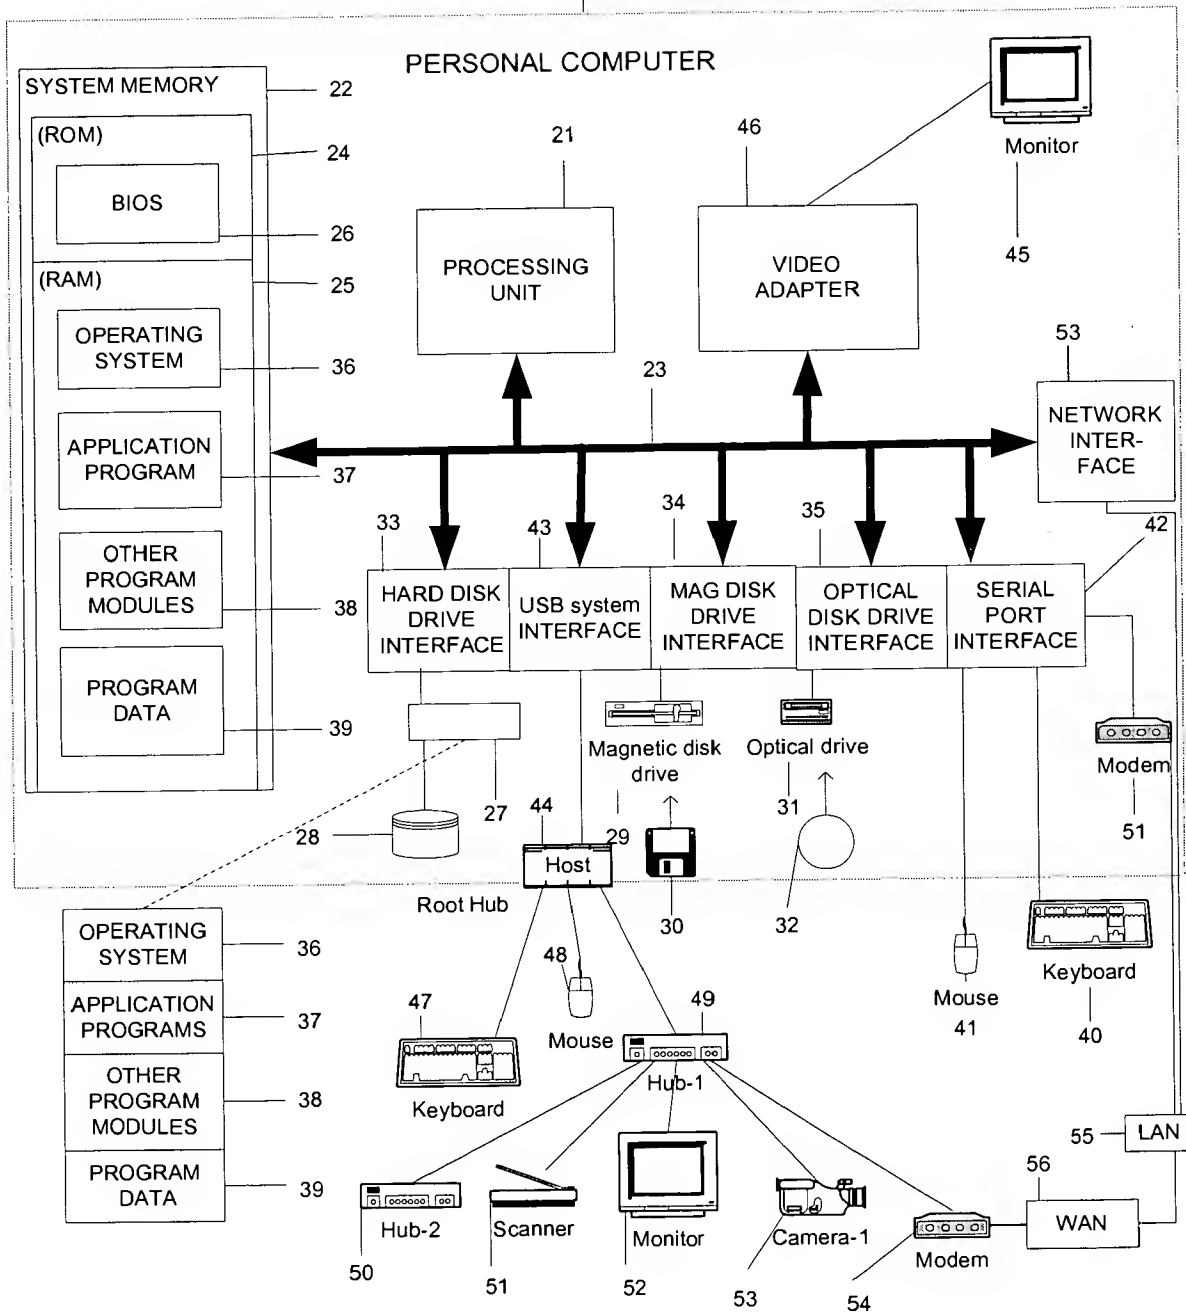 PERSONAL COMPUTER
SYSTEM MEMORY
22
(ROM)
24
BIOS
26
(RAM)
25
OPERATING
SYSTEM
36
APPLICATION
PROGRAM
37
OTHER
PROGRAM
MODULES
38
PROGRAM
DATA
39
21
PROCESSING
UNIT
46
VIDEO
ADAPTER
Monitor
45
23
53
NETWORK
INTER-
FACE
33
HARD DISK
DRIVE
INTERFACE
43
USB system
INTERFACE
34
MAG DISK
DRIVE
INTERFACE
35
OPTICAL
DISK DRIVE
INTERFACE
42
SERIAL
PORT
INTERFACE
Magnetic disk
drive
Optical drive
Modem
51
27
28
44
29
31
Host
Root Hub
30
32
OPERATING
SYSTEM
36
APPLICATION
PROGRAMS
37
OTHER
PROGRAM
MODULES
38
PROGRAM
DATA
39
47
Keyboard
48
Mouse
49
Hub-1
Mouse
41
Keyboard
40
55
LAN
56
WAN
Hub-2
50
Scanner
51
Monitor
52
Camera-1
53
Modem
54